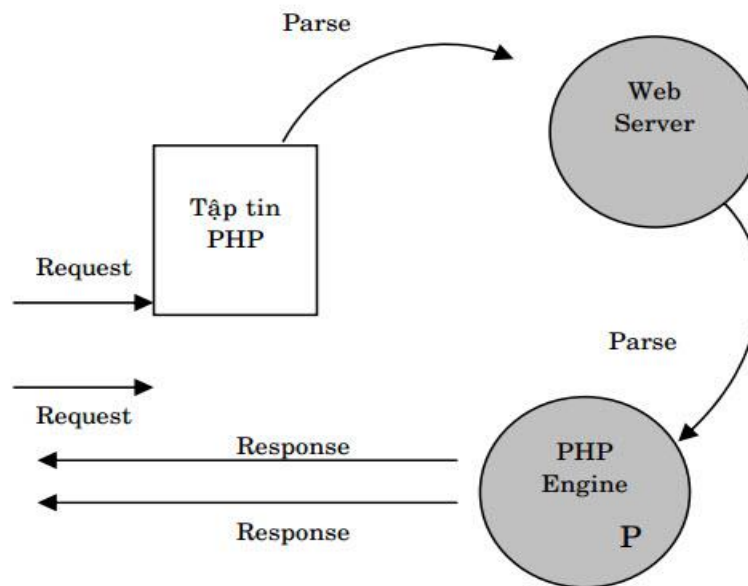 Parse
Web
Server
Tập tin
PHP
Request
Parse
Request
Response
PHP
Engine
P
Response